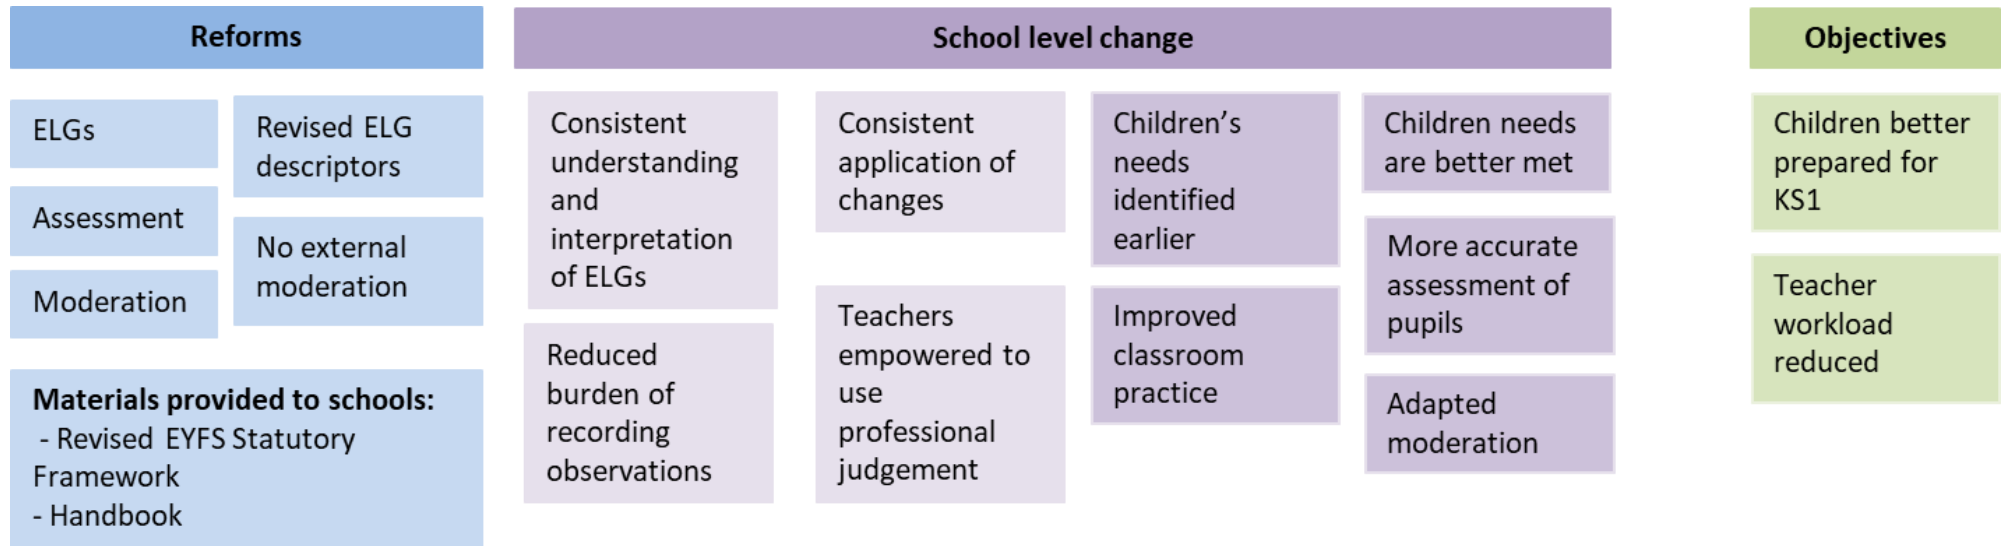 Reforms
ELGs
Assessment
Moderation
Revised ELG
descriptors
No external
moderation
Materials provided to schools:
- Revised EYFS Statutory
Framework
- Handbook
School level change
Consistent
understanding
and
interpretation
of ELGs
Reduced
burden of
recording
observations
Consistent
application of
changes
Teachers
empowered to
use
professional
judgement
Children’s
needs
identified
earlier
Improved
classroom
practice
Children needs
are better met
More accurate
assessment of
pupils
Adapted
moderation
Objectives
Children better
prepared for
KS1
Teacher
workload
reduced